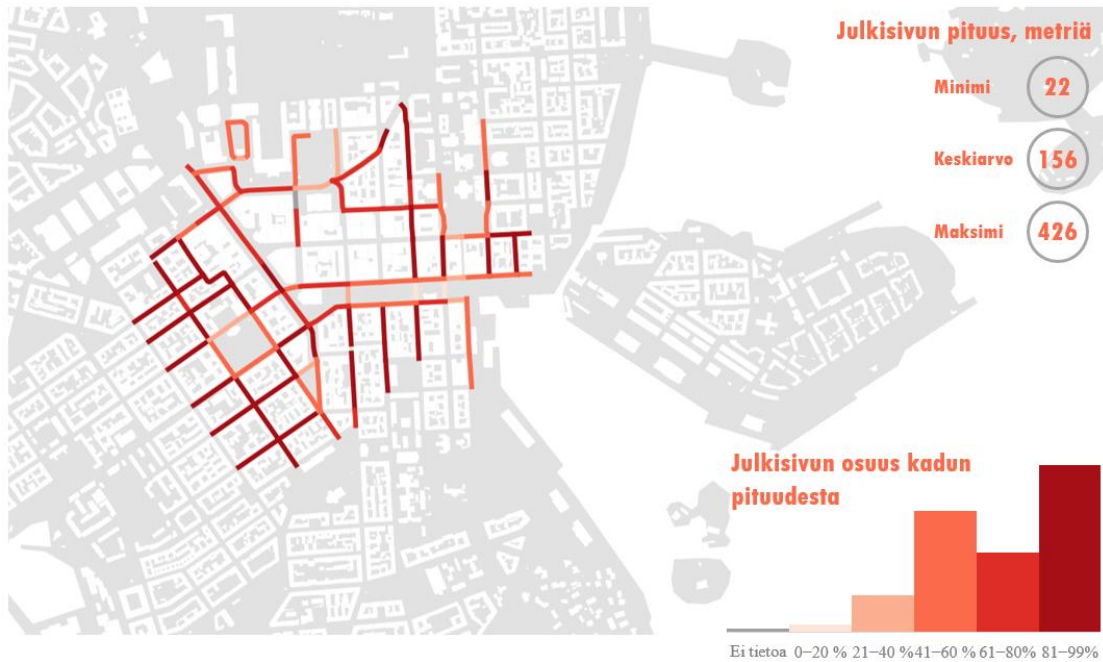 Julkisivun pituus, metriä
Minimi 22
Keskiarvo 156
Maksimi 426
Julkisivun osuus kadun
pituudesta
Ei tietoa 0–20 % 21–40 % 41–60 % 61–80% 81–99%